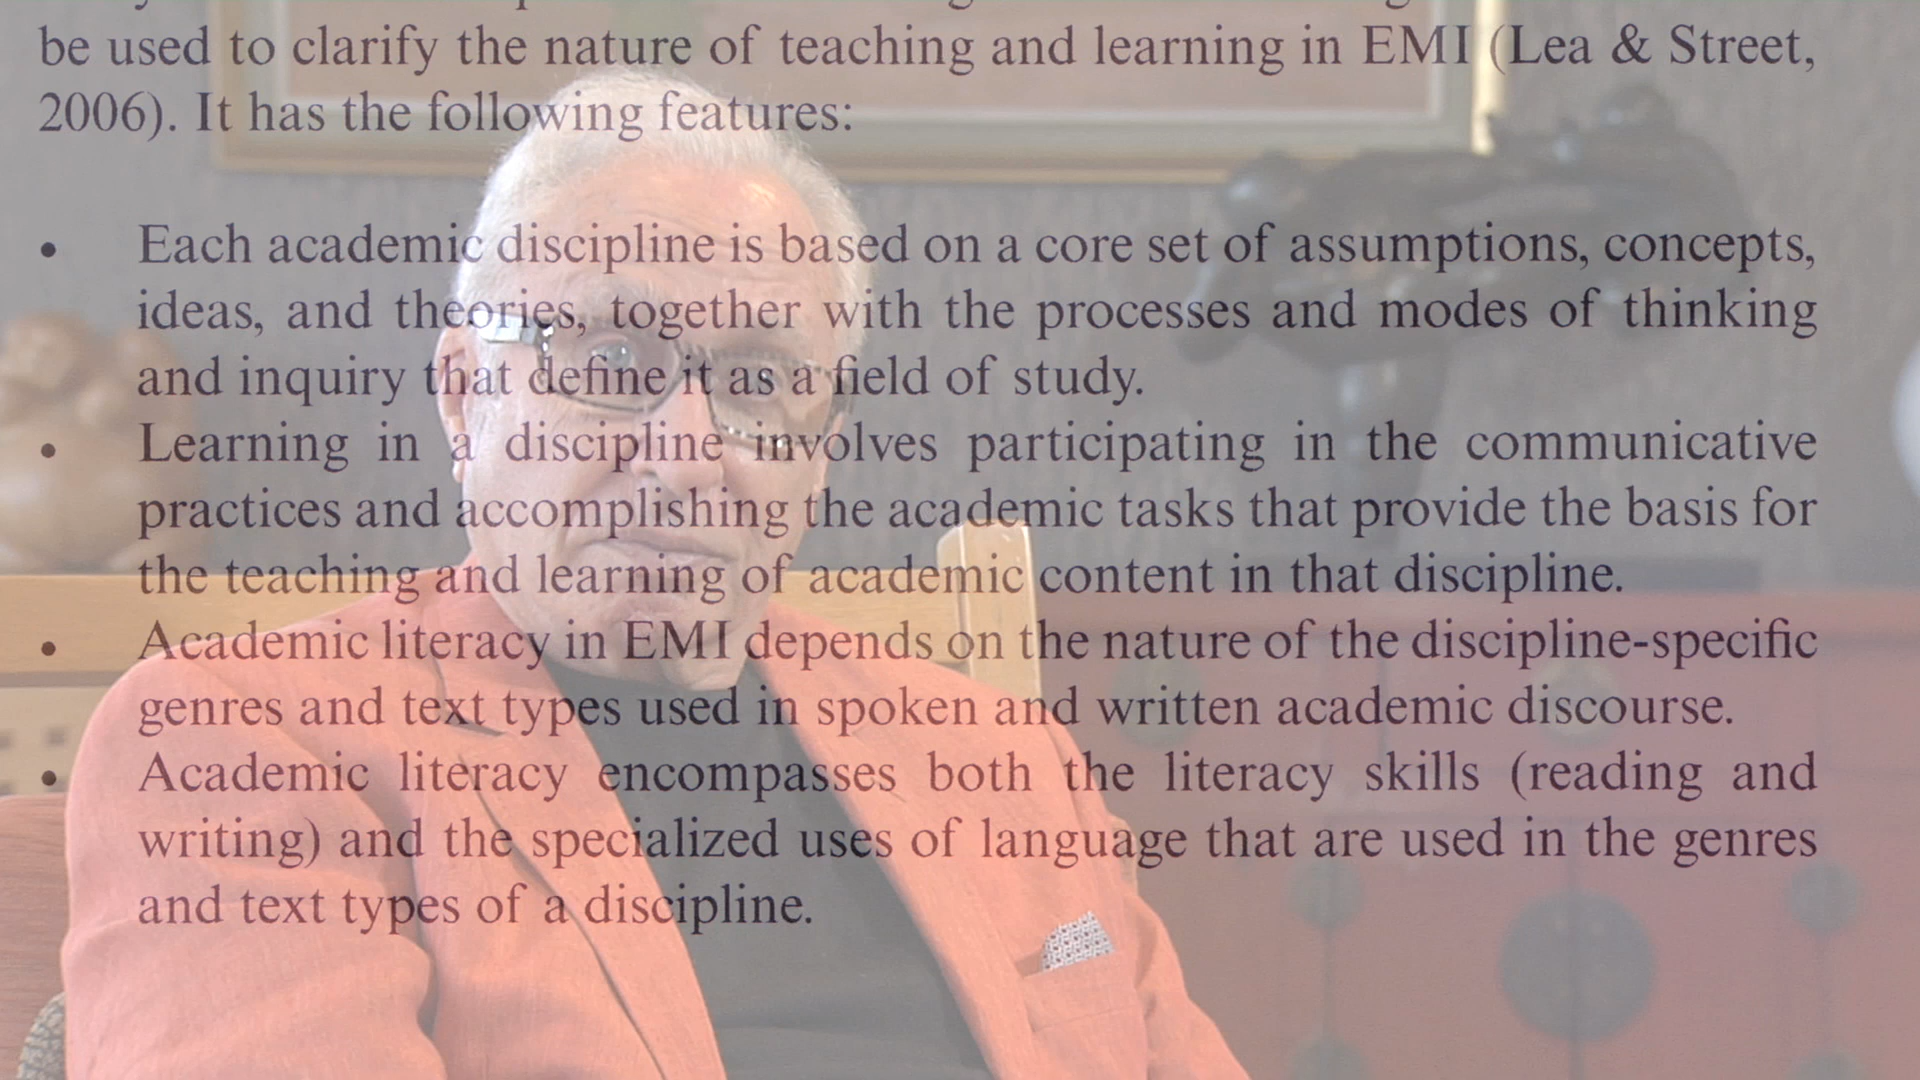 be used to clarify the nature of teaching and learning in EMI (Lea & Street,
2006). It has the following features:
• Each academic discipline is based on a core set of assumptions, concepts,
ideas, and theories, together with the processes and modes of thinking
and inquiry that define it as a field of study.
• Learning in a discipline involves participating in the communicative
practices and accomplishing the academic tasks that provide the basis for
the teaching and learning of academic content in that discipline.
• Academic literacy in EMI depends on the nature of the discipline-specific
genres and text types used in spoken and written academic discourse.
• Academic literacy encompasses both the literacy skills (reading and
writing) and the specialized uses of language that are used in the genres
and text types of a discipline.